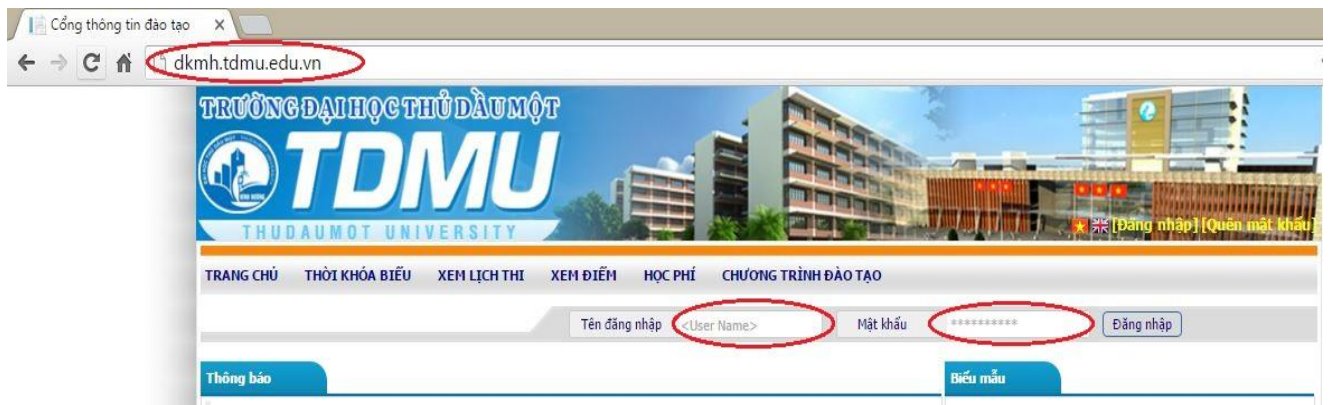 Cổng thông tin đào tạo
dkmh.tdmu.edu.vn
TRƯỜNG ĐẠI HỌC THỦ DẦU MỘT
TDMU
THUDAUMOT UNIVERSITY
[Đăng nhập] [Quên mật khẩu]
TRANG CHỦ THỜI KHÓA BIỂU XEM LỊCH THI XEM ĐIỂM HỌC PHÍ CHƯƠNG TRÌNH ĐÀO TẠO
Tên đăng nhập <User Name> Mật khẩu ********** Đăng nhập
Thông báo Biểu mẫu